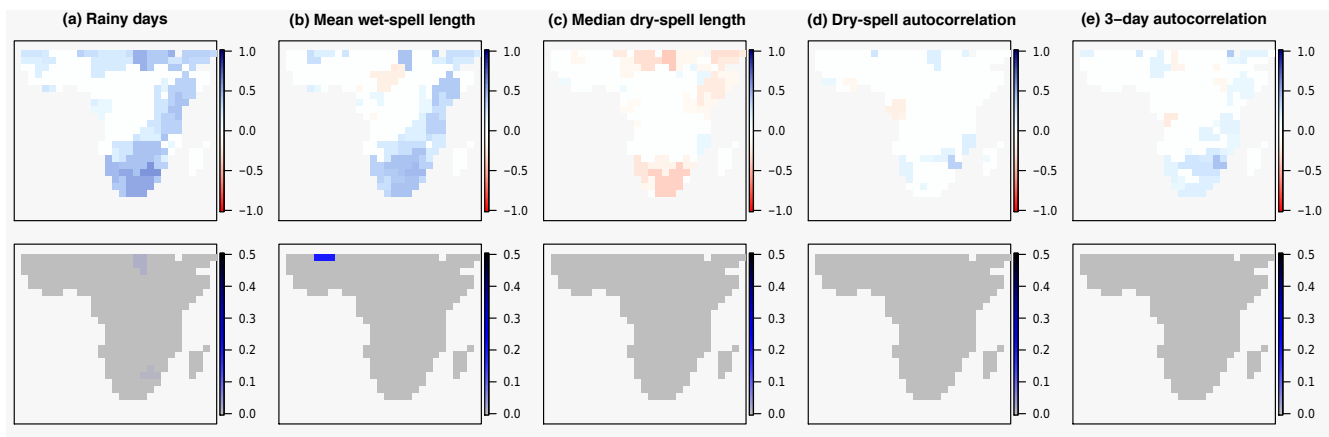 (a) Rainy days
(b) Mean wet-spell length
(c) Median dry-spell length
(d) Dry-spell autocorrelation
(e) 3−day autocorrelation
1.0 1.0 1.0 1.0 1.0
0.5 0.5 0.5 0.5 0.5
0.0 0.0 0.0 0.0 0.0
−0.5 −0.5 −0.5 −0.5 −0.5
−1.0 −1.0 −1.0 −1.0 −1.0
0.5 0.5 0.5 0.5 0.5
0.4 0.4 0.4 0.4 0.4
0.3 0.3 0.3 0.3 0.3
0.2 0.2 0.2 0.2 0.2
0.1 0.1 0.1 0.1 0.1
0.0 0.0 0.0 0.0 0.0